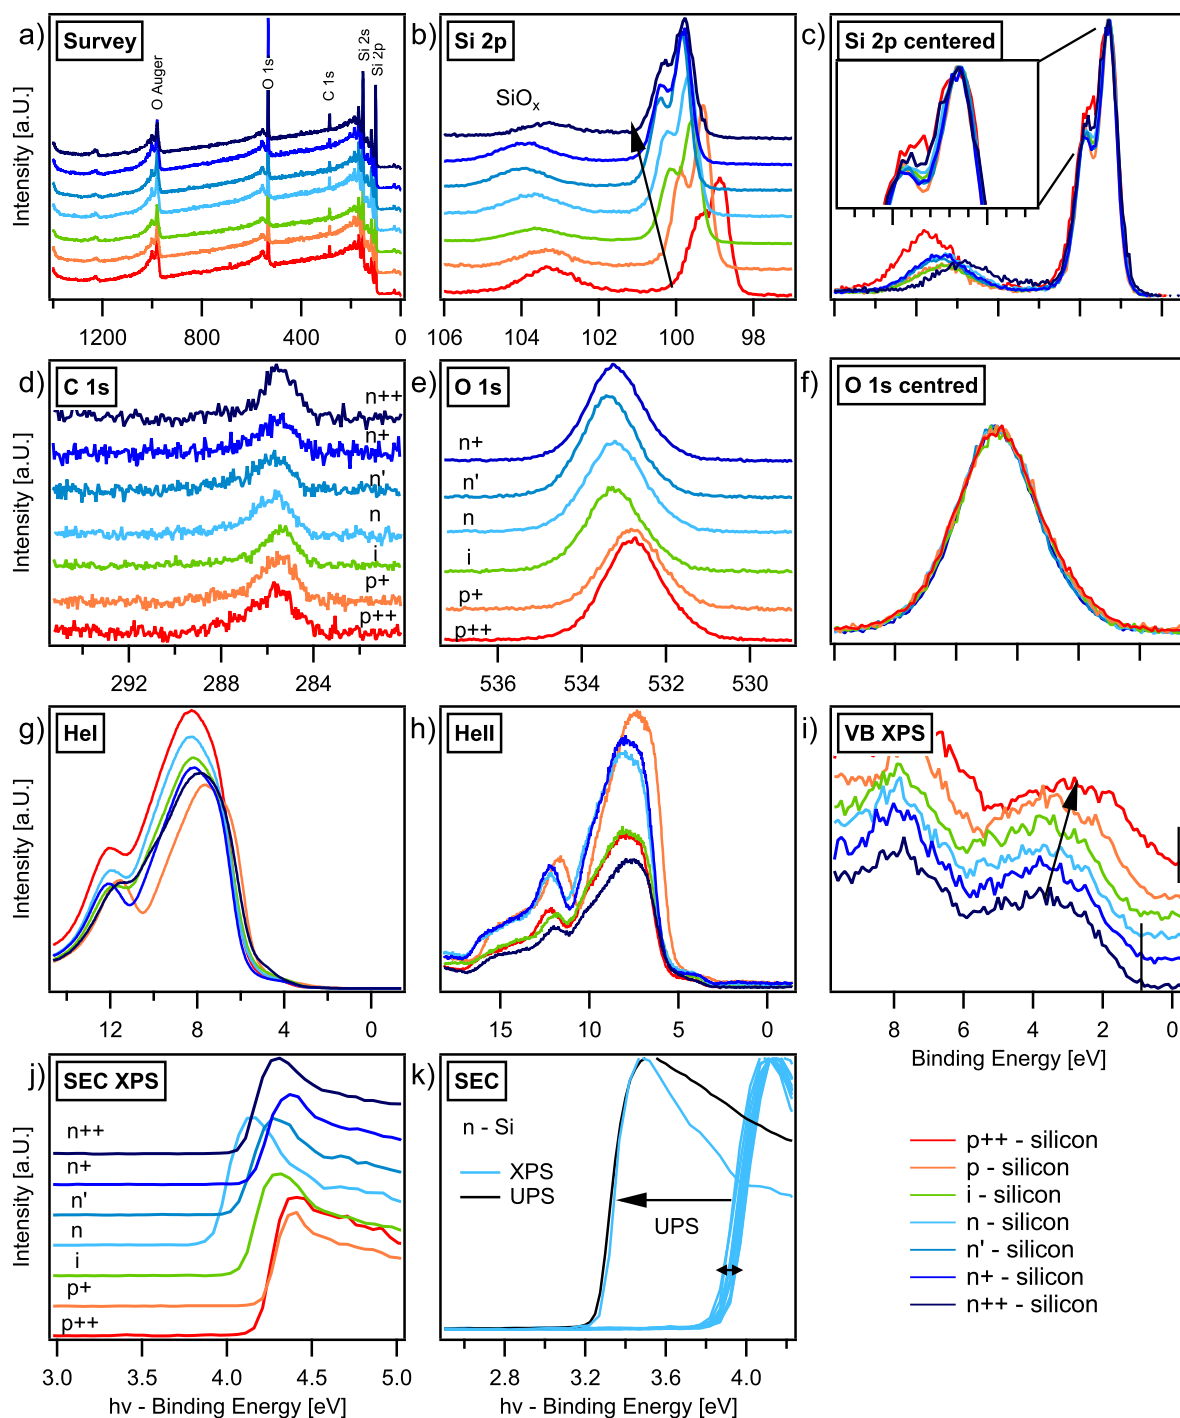 a)
Survey
O Auger
O 1s
C 1s
Si 2s
Si 2p
Intensity [a.U.]
1200
800
400
0
b)
Si 2p
SiOx
106
104
102
100
98
c)
Si 2p centered
d)
C 1s
n++
n+
n'
n
i
p+
p++
Intensity [a.U.]
292
288
284
e)
O 1s
n+
n'
n
i
p+
p++
536
534
532
530
f)
O 1s centred
g)
HeI
Intensity [a.U.]
12
8
4
0
h)
HeII
15
10
5
0
i)
VB XPS
8
6
4
2
0
Binding Energy [eV]
j)
SEC XPS
n++
n+
n'
n
i
p+
p++
Intensity [a.U.]
3.0
3.5
4.0
4.5
5.0
hν - Binding Energy [eV]
k)
SEC
n - Si
XPS
UPS
UPS
2.8
3.2
3.6
4.0
hν - Binding Energy [eV]
p++ - silicon
p - silicon
i - silicon
n - silicon
n' - silicon
n+ - silicon
n++ - silicon